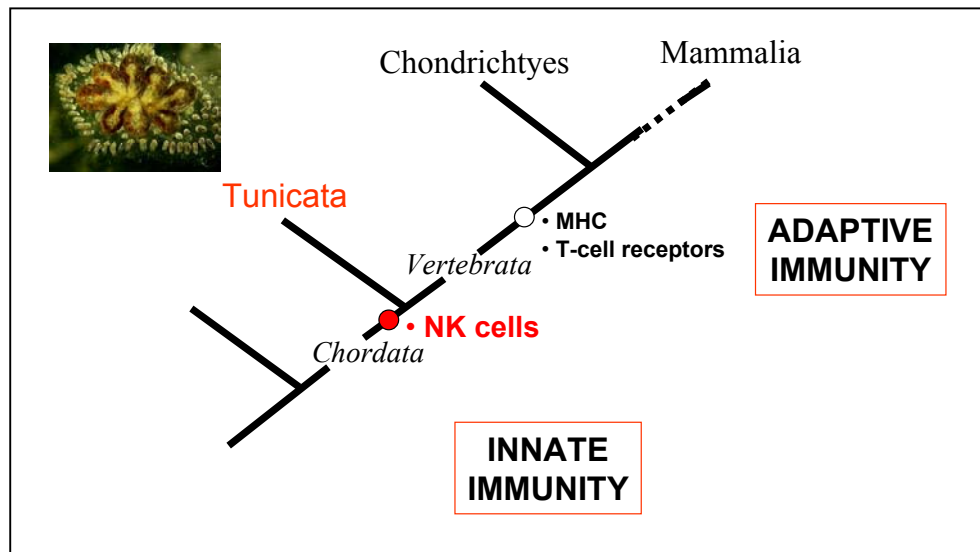 Chondrichtyes
Mammalia
Tunicata
• MHC
• T-cell receptors
Vertebrata
ADAPTIVE
IMMUNITY
• NK cells
Chordata
INNATE
IMMUNITY